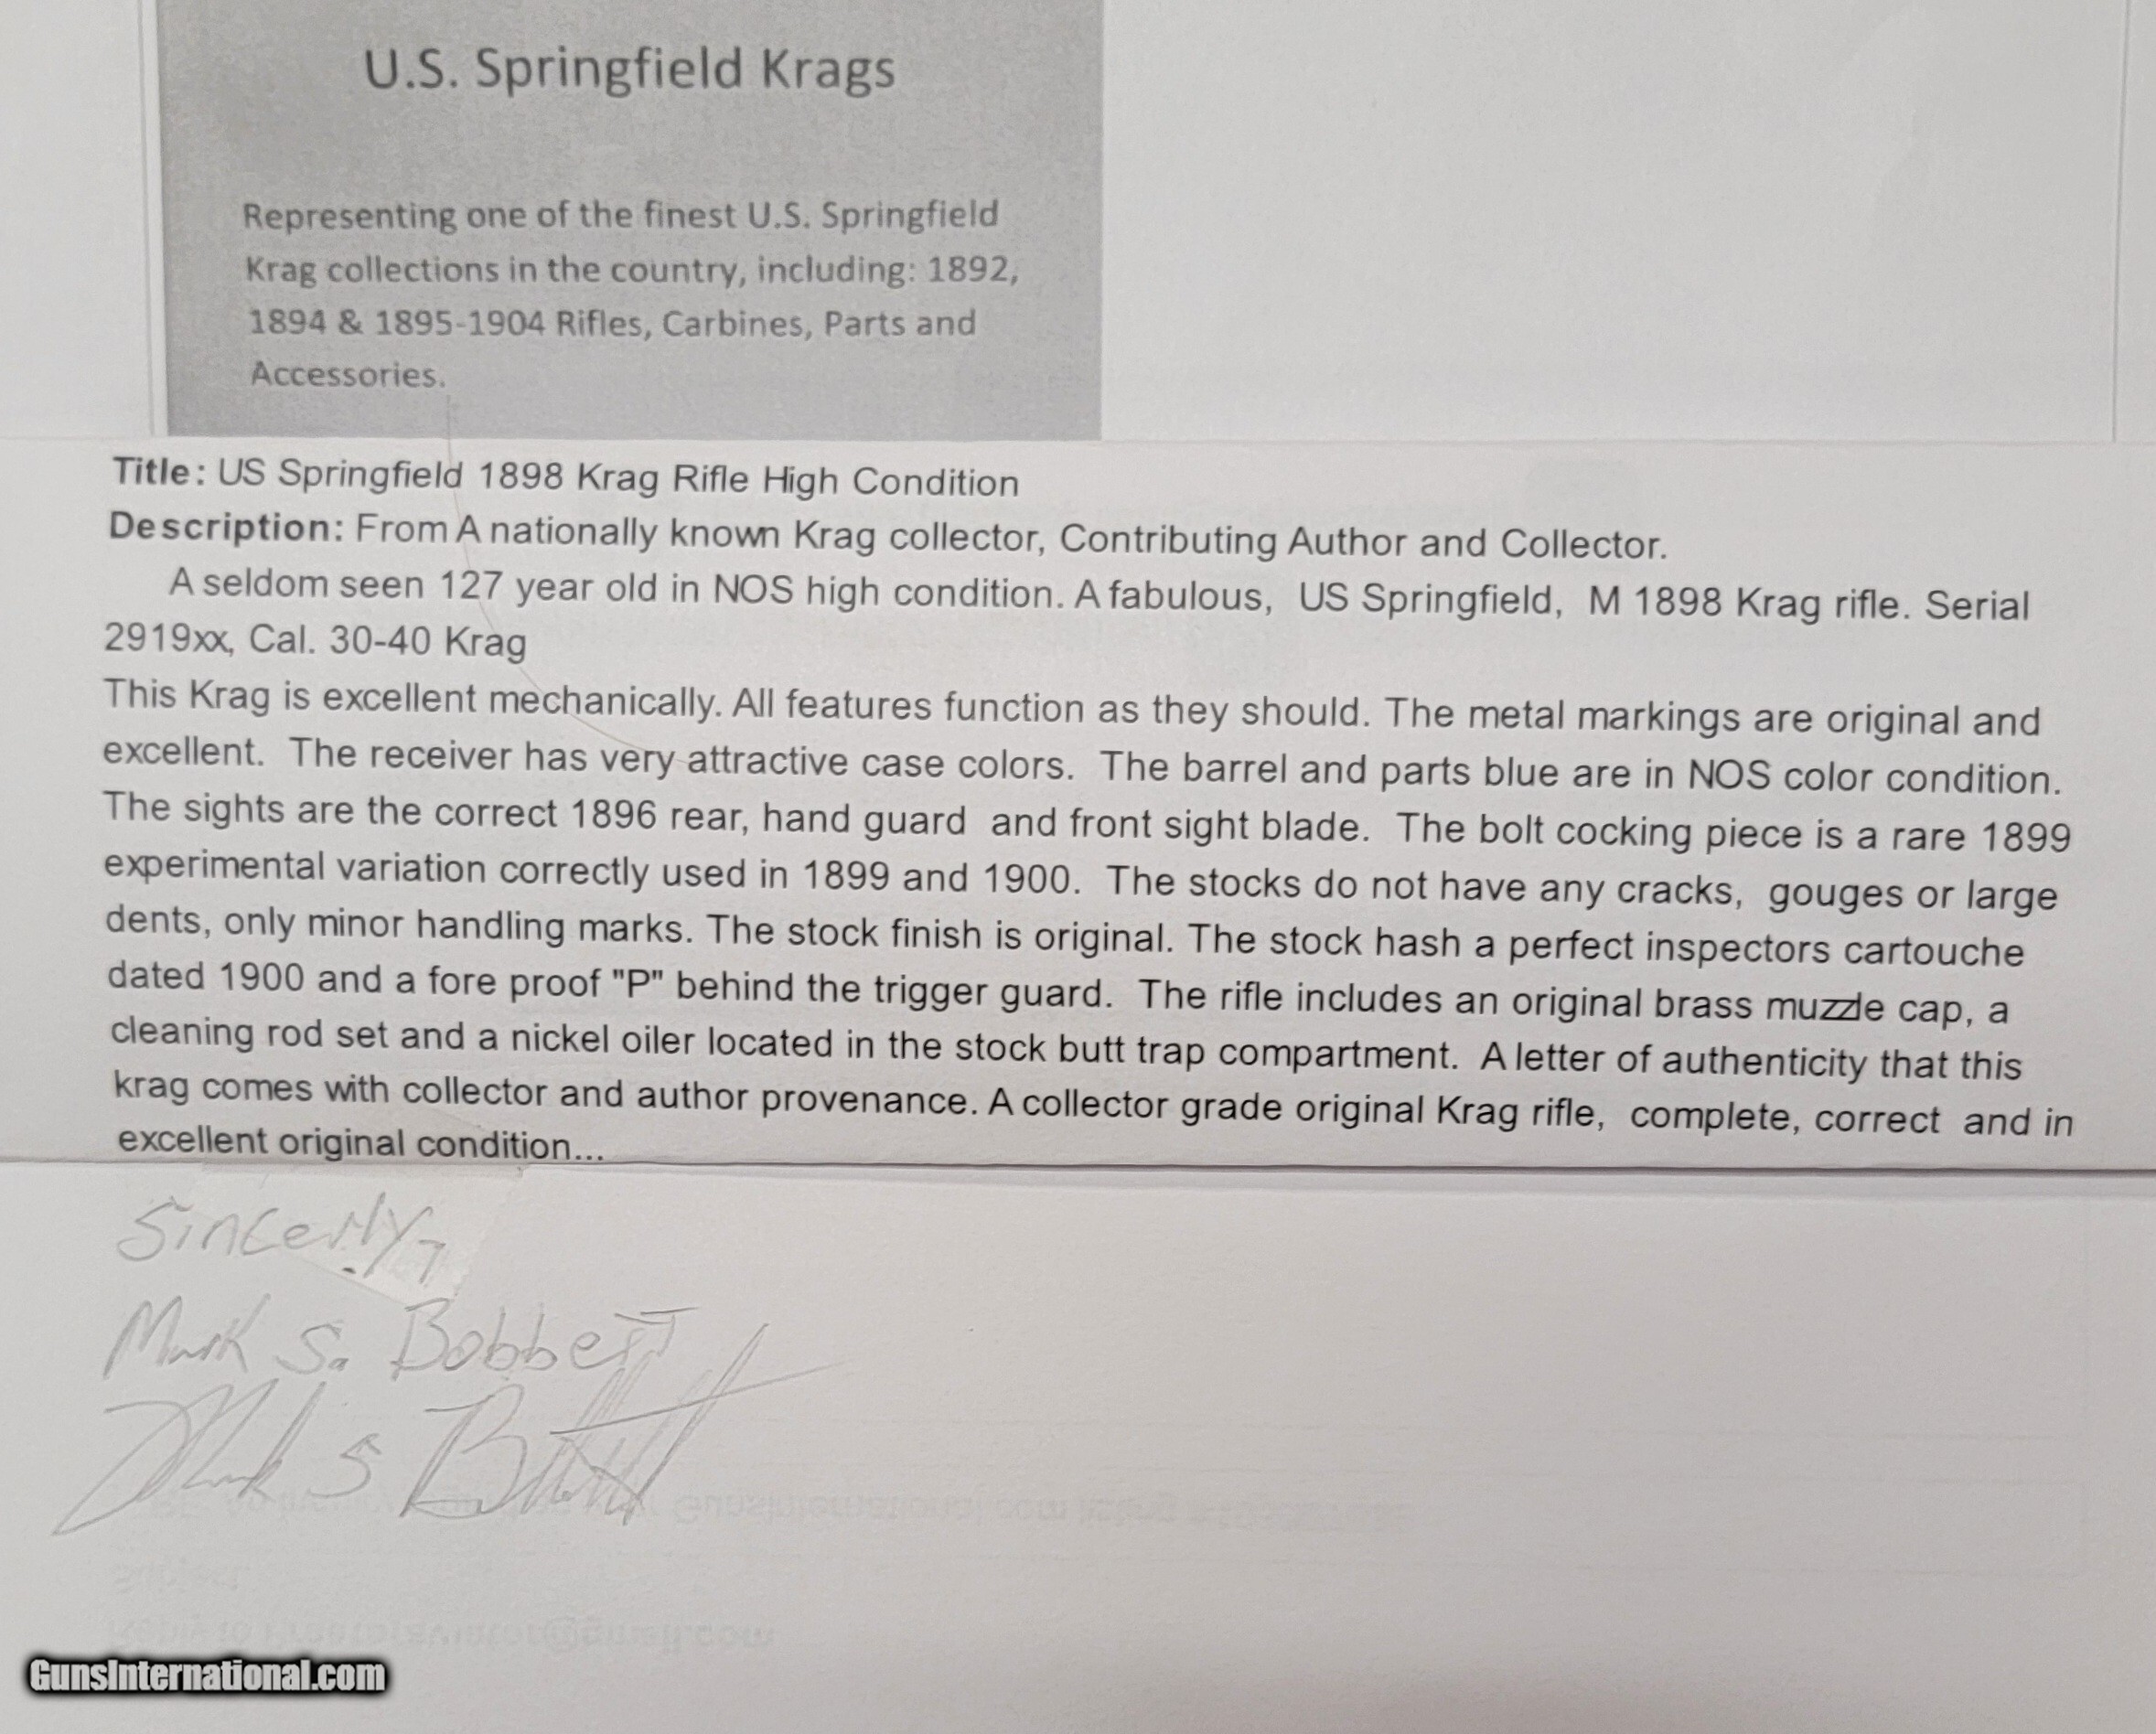 U.S. Springfield Krags
Representing one of the finest U.S. Springfield
Krag collections in the country, including: 1892,
1894 & 1895-1904 Rifles, Carbines, Parts and
Accessories.
Title: US Springfield 1898 Krag Rifle High Condition
Description: From A nationally known Krag collector, Contributing Author and Collector.
A seldom seen 127 year old in NOS high condition. A fabulous, US Springfield, M 1898 Krag rifle. Serial
2919xx, Cal. 30-40 Krag
This Krag is excellent mechanically. All features function as they should. The metal markings are original and
excellent. The receiver has very attractive case colors. The barrel and parts blue are in NOS color condition.
The sights are the correct 1896 rear, hand guard and front sight blade. The bolt cocking piece is a rare 1899
experimental variation correctly used in 1899 and 1900. The stocks do not have any cracks, gouges or large
dents, only minor handling marks. The stock finish is original. The stock hash a perfect inspectors cartouche
dated 1900 and a fore proof "P" behind the trigger guard. The rifle includes an original brass muzzle cap, a
cleaning rod set and a nickel oiler located in the stock butt trap compartment. A letter of authenticity that this
krag comes with collector and author provenance. A collector grade original Krag rifle, complete, correct and in
excellent original condition...
Sincerly,
Mark S. Bobbett
Mark S Bobbett
GunsInternational.com